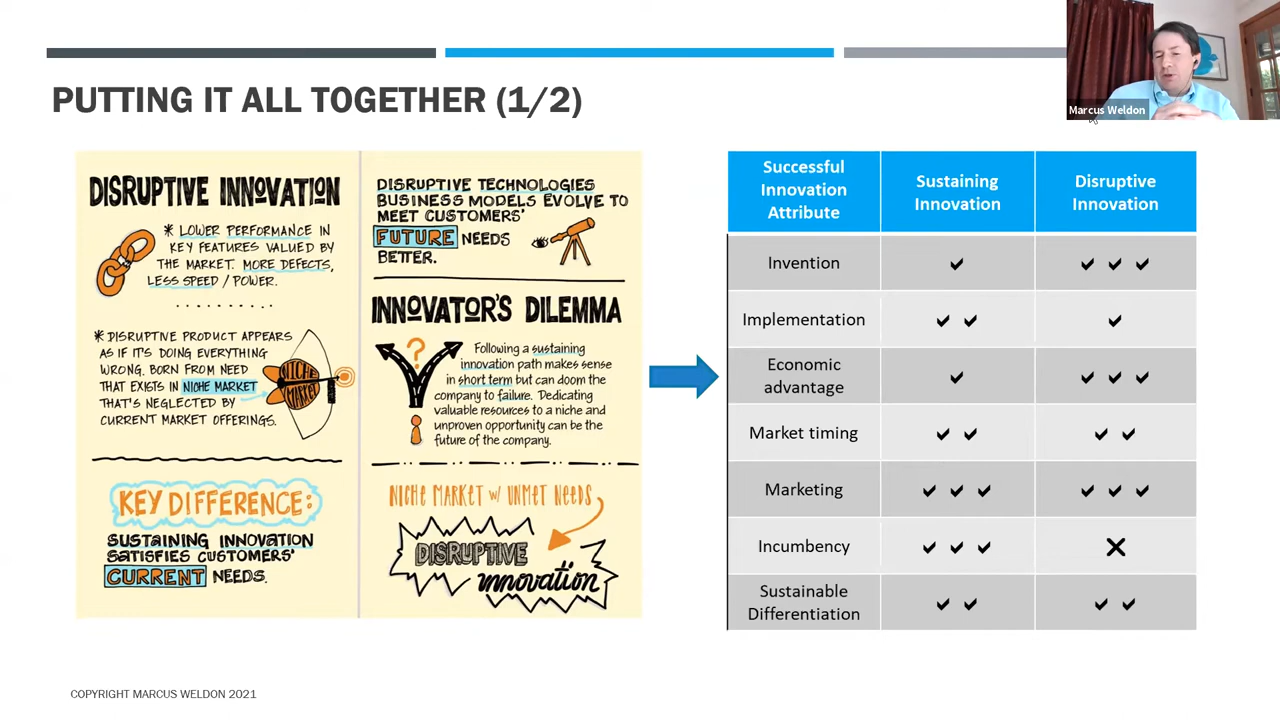 PUTTING IT ALL TOGETHER (1/2)
Marcus Weldon
DISRUPTIVE INNOVATION
* LOWER PERFORMANCE IN
KEY FEATURES VALUED BY
THE MARKET. MORE DEFECTS,
LESS SPEED / POWER.
* DISRUPTIVE PRODUCT APPEARS
AS IF IT'S DOING EVERYTHING
WRONG. BORN FROM NEED
THAT EXISTS IN NICHE MARKET
THAT'S NEGLECTED BY
CURRENT MARKET OFFERINGS.
NICHE
MARKET
KEY DIFFERENCE:
SUSTAINING INNOVATION
SATISFIES CUSTOMERS'
CURRENT NEEDS.
DISRUPTIVE TECHNOLOGIES
BUSINESS MODELS EVOLVE TO
MEET CUSTOMERS'
FUTURE NEEDS
BETTER.
INNOVATOR'S DILEMMA
?
Following a sustaining
innovation path makes sense
in short term but can doom the
company to failure. Dedicating
valuable resources to a niche and
unproven opportunity can be the
future of the company.
NICHE MARKET W/ UNMET NEEDS
DISRUPTIVE
innovation
Successful
Innovation
Attribute
Sustaining
Innovation
Disruptive
Innovation
Invention ✓ ✓ ✓ ✓
Implementation ✓ ✓ ✓
Economic
advantage ✓ ✓ ✓ ✓
Market timing ✓ ✓ ✓ ✓
Marketing ✓ ✓ ✓ ✓ ✓ ✓
Incumbency ✓ ✓ ✓ ✕
Sustainable
Differentiation ✓ ✓ ✓ ✓
COPYRIGHT MARCUS WELDON 2021